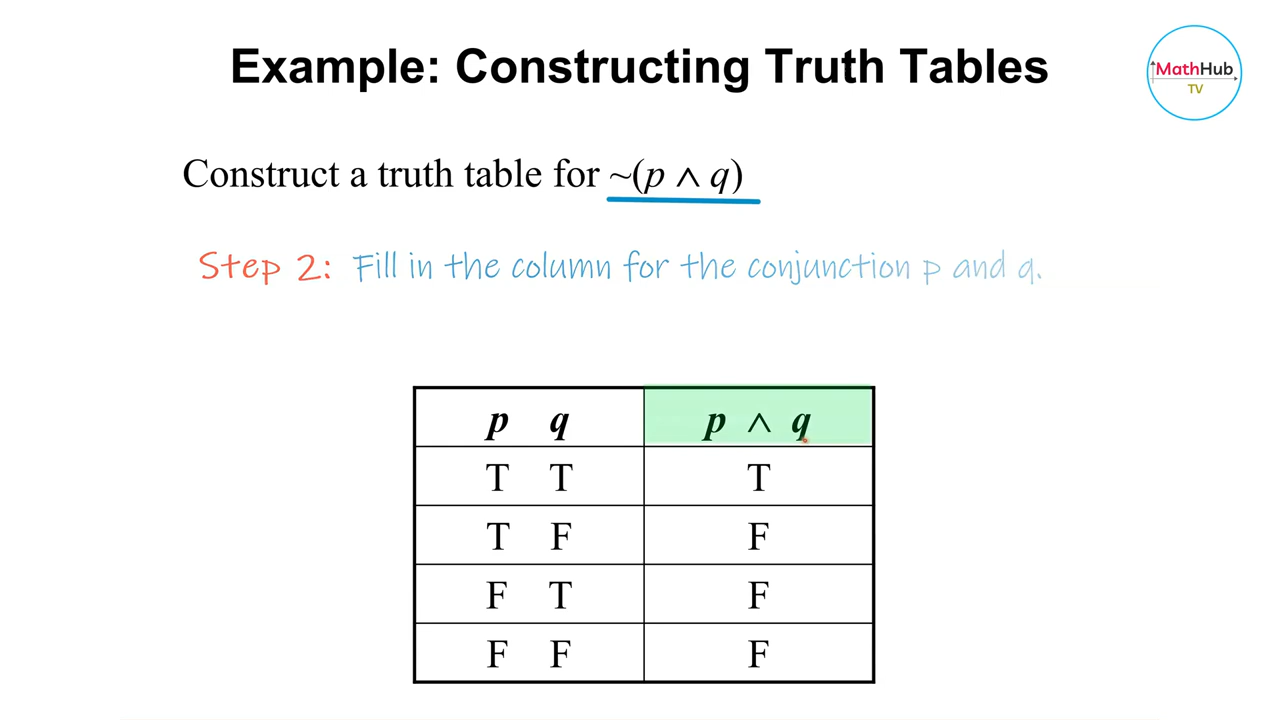 Example: Constructing Truth Tables
MathHub
TV
Construct a truth table for ~(p ∧ q)
Step 2: Fill in the column for the conjunction p and q.
p q p ∧ q
T T T
T F F
F T F
F F F